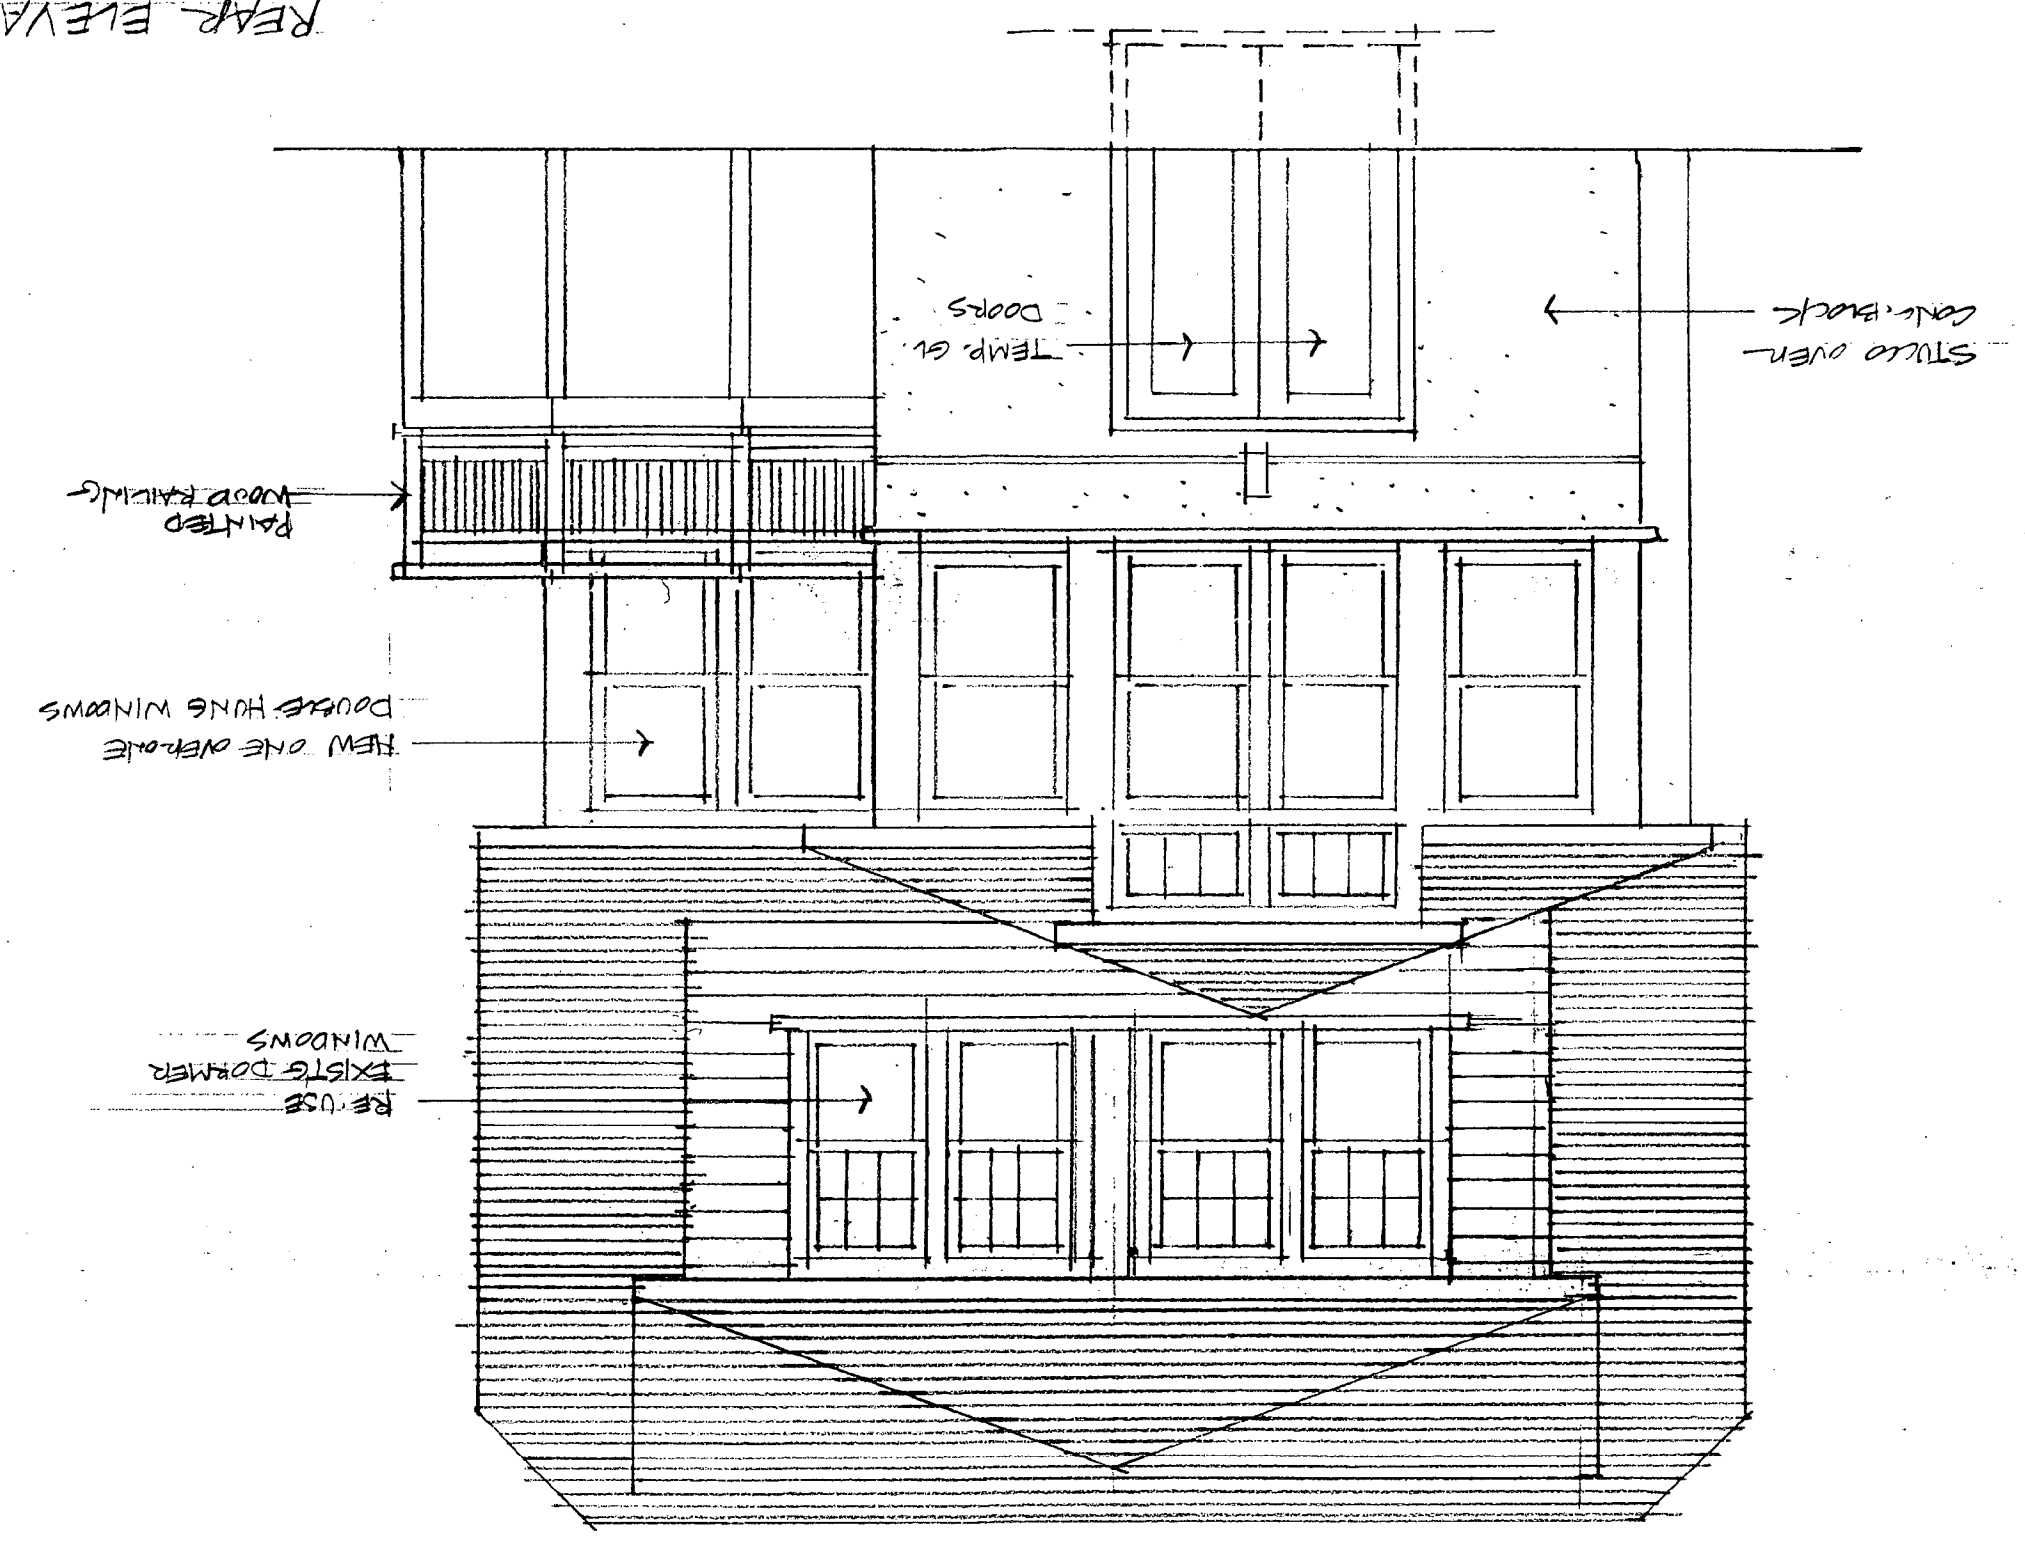 RE-USE
EXIST'G DORMER
WINDOWS
NEW ONE OVER ONE
DOUBLE HUNG WINDOWS
PAINTED
WOOD RAILING
STUCCO OVER
CONC. BLOCK
TEMP. GL.
DOORS
REAR ELEVA